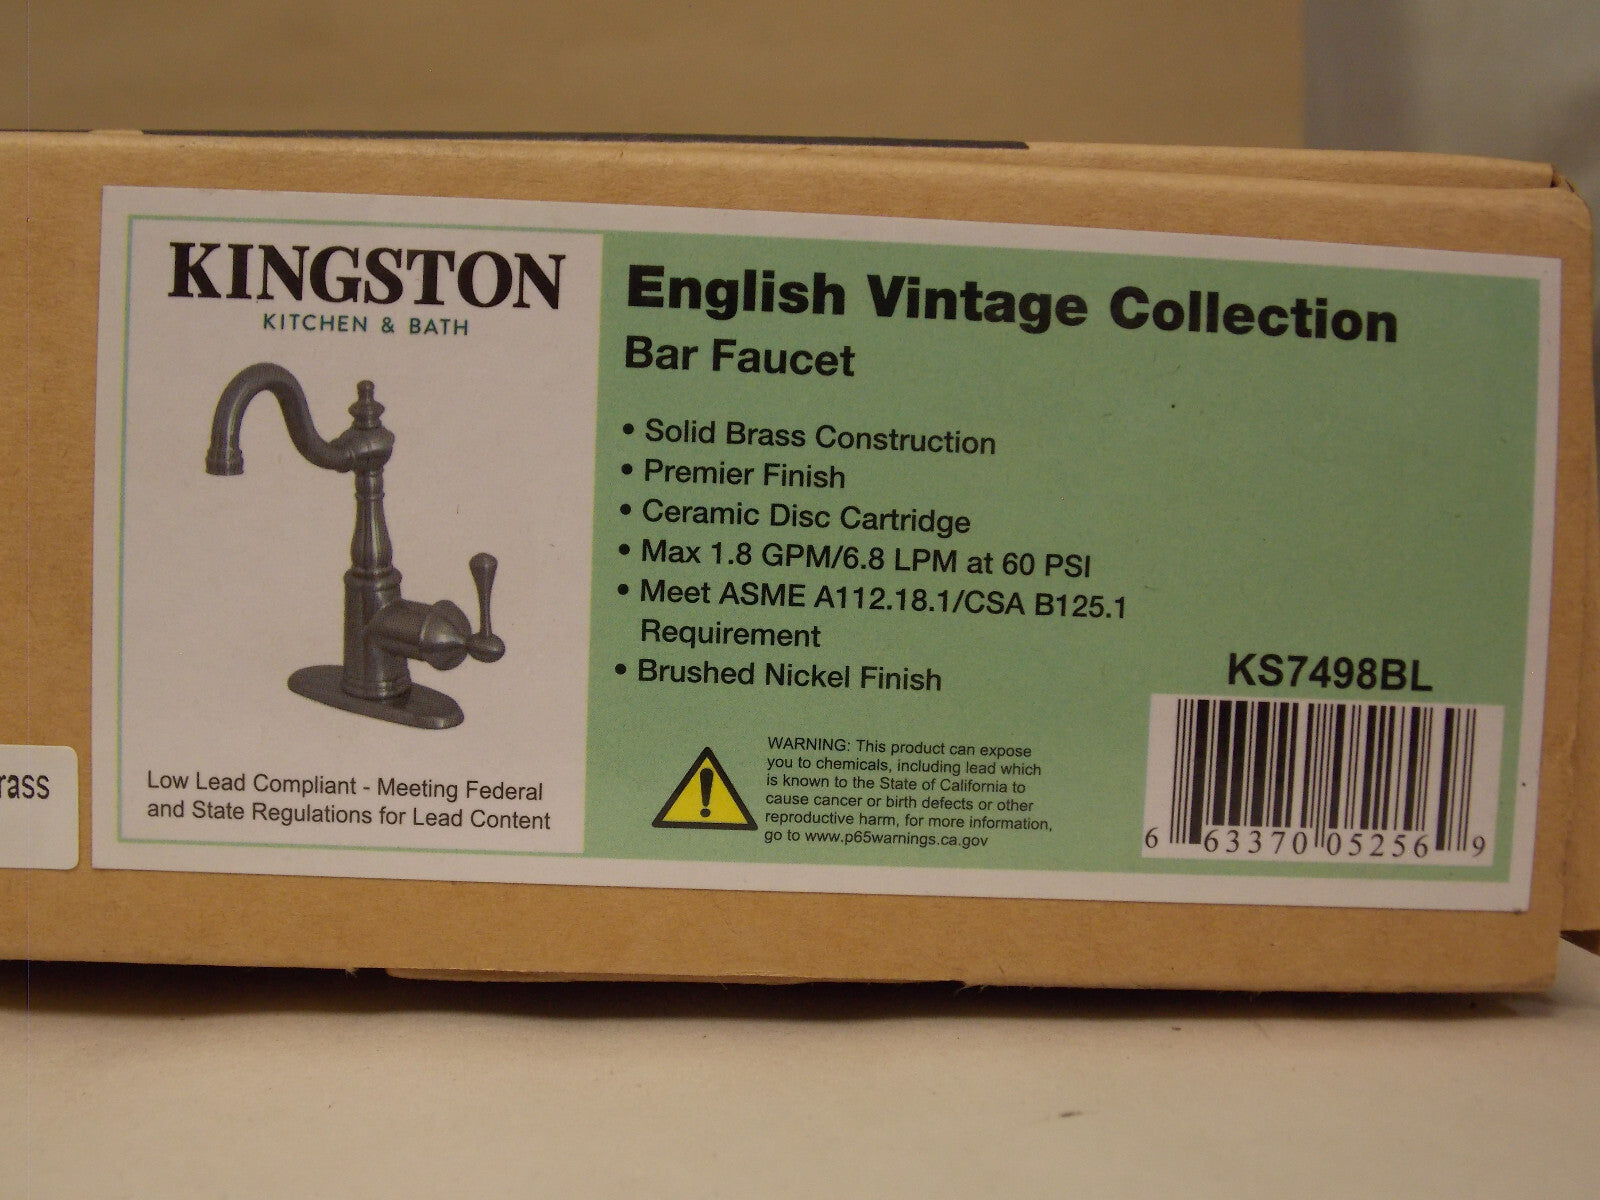 KINGSTON
KITCHEN & BATH
Low Lead Compliant - Meeting Federal
and State Regulations for Lead Content
English Vintage Collection
Bar Faucet
• Solid Brass Construction
• Premier Finish
• Ceramic Disc Cartridge
• Max 1.8 GPM/6.8 LPM at 60 PSI
• Meet ASME A112.18.1/CSA B125.1
Requirement
• Brushed Nickel Finish
WARNING: This product can expose
you to chemicals, including lead which
is known to the State of California to
cause cancer or birth defects or other
reproductive harm, for more information,
go to www.p65warnings.ca.gov
KS7498BL
6 63370 05256 9
rass